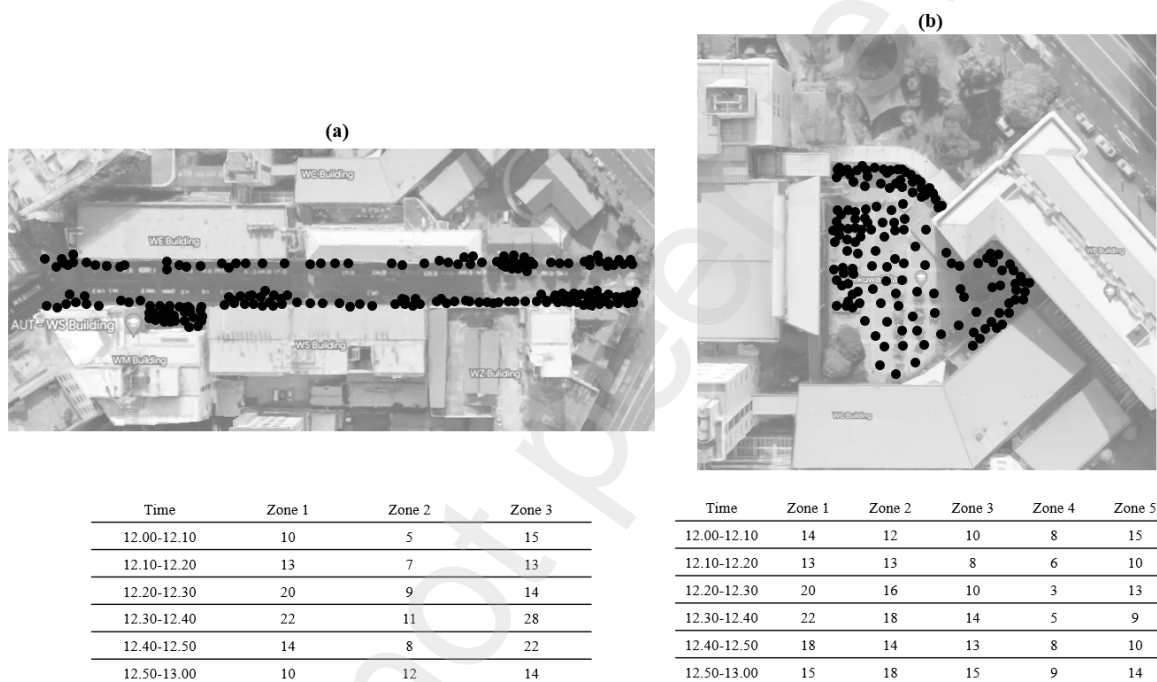 (a)
WC Building
WE Building
AUT - WS Building
WM Building
WS Building
WZ Building
Time Zone 1 Zone 2 Zone 3
12.00-12.10 10 5 15
12.10-12.20 13 7 13
12.20-12.30 20 9 14
12.30-12.40 22 11 28
12.40-12.50 14 8 22
12.50-13.00 10 12 14
(b)
WB Building
WC Building
Time Zone 1 Zone 2 Zone 3 Zone 4 Zone 5
12.00-12.10 14 12 10 8 15
12.10-12.20 13 13 8 6 10
12.20-12.30 20 16 10 3 13
12.30-12.40 22 18 14 5 9
12.40-12.50 18 14 13 8 10
12.50-13.00 15 18 15 9 14
not peer re